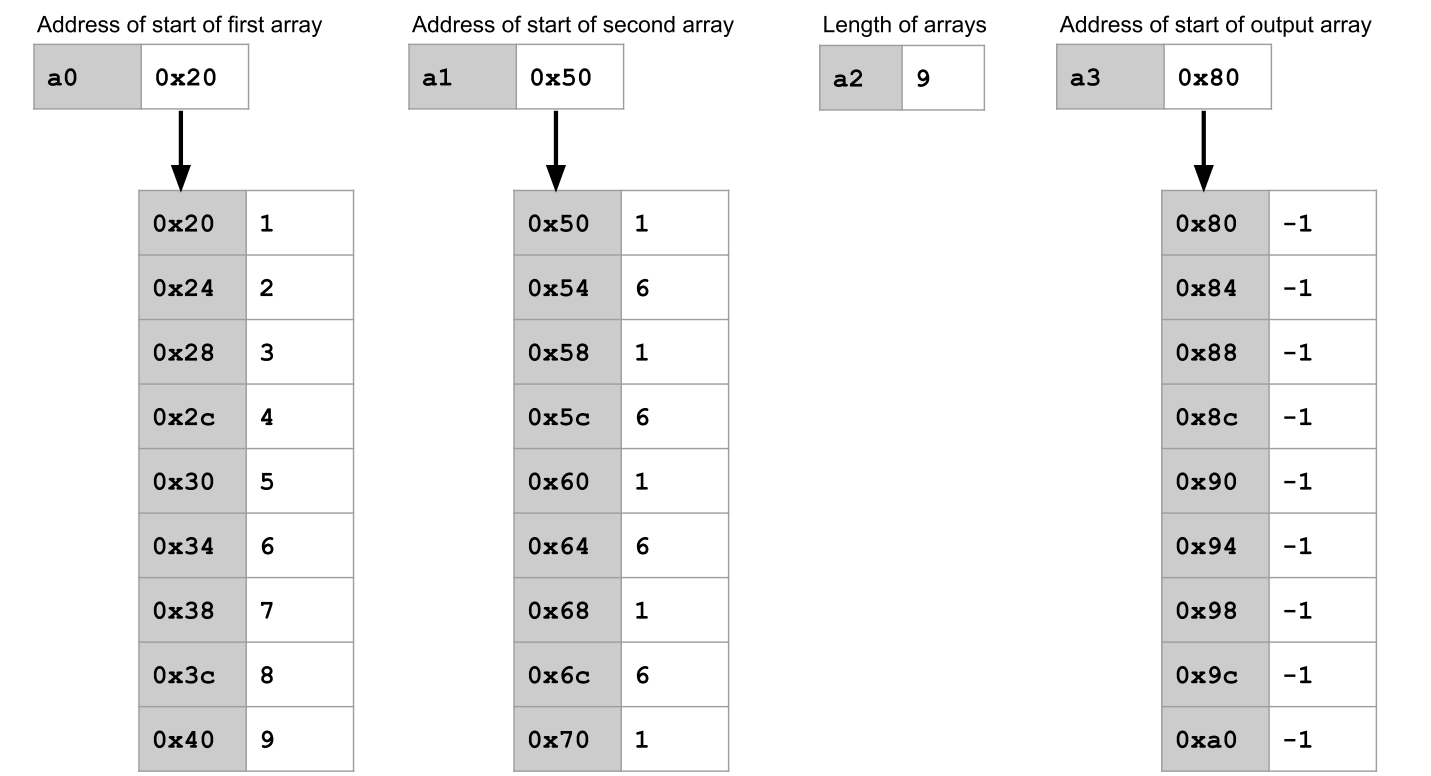 Address of start of first array Address of start of second array Length of arrays Address of start of output array
a0 0x20 a1 0x50 a2 9 a3 0x80
0x20 1 0x50 1 0x80 -1
0x24 2 0x54 6 0x84 -1
0x28 3 0x58 1 0x88 -1
0x2c 4 0x5c 6 0x8c -1
0x30 5 0x60 1 0x90 -1
0x34 6 0x64 6 0x94 -1
0x38 7 0x68 1 0x98 -1
0x3c 8 0x6c 6 0x9c -1
0x40 9 0x70 1 0xa0 -1